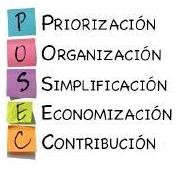 P PRIORIZACIÓN
O ORGANIZACIÓN
S SIMPLIFICACIÓN
E ECONOMIZACIÓN
C CONTRIBUCIÓN